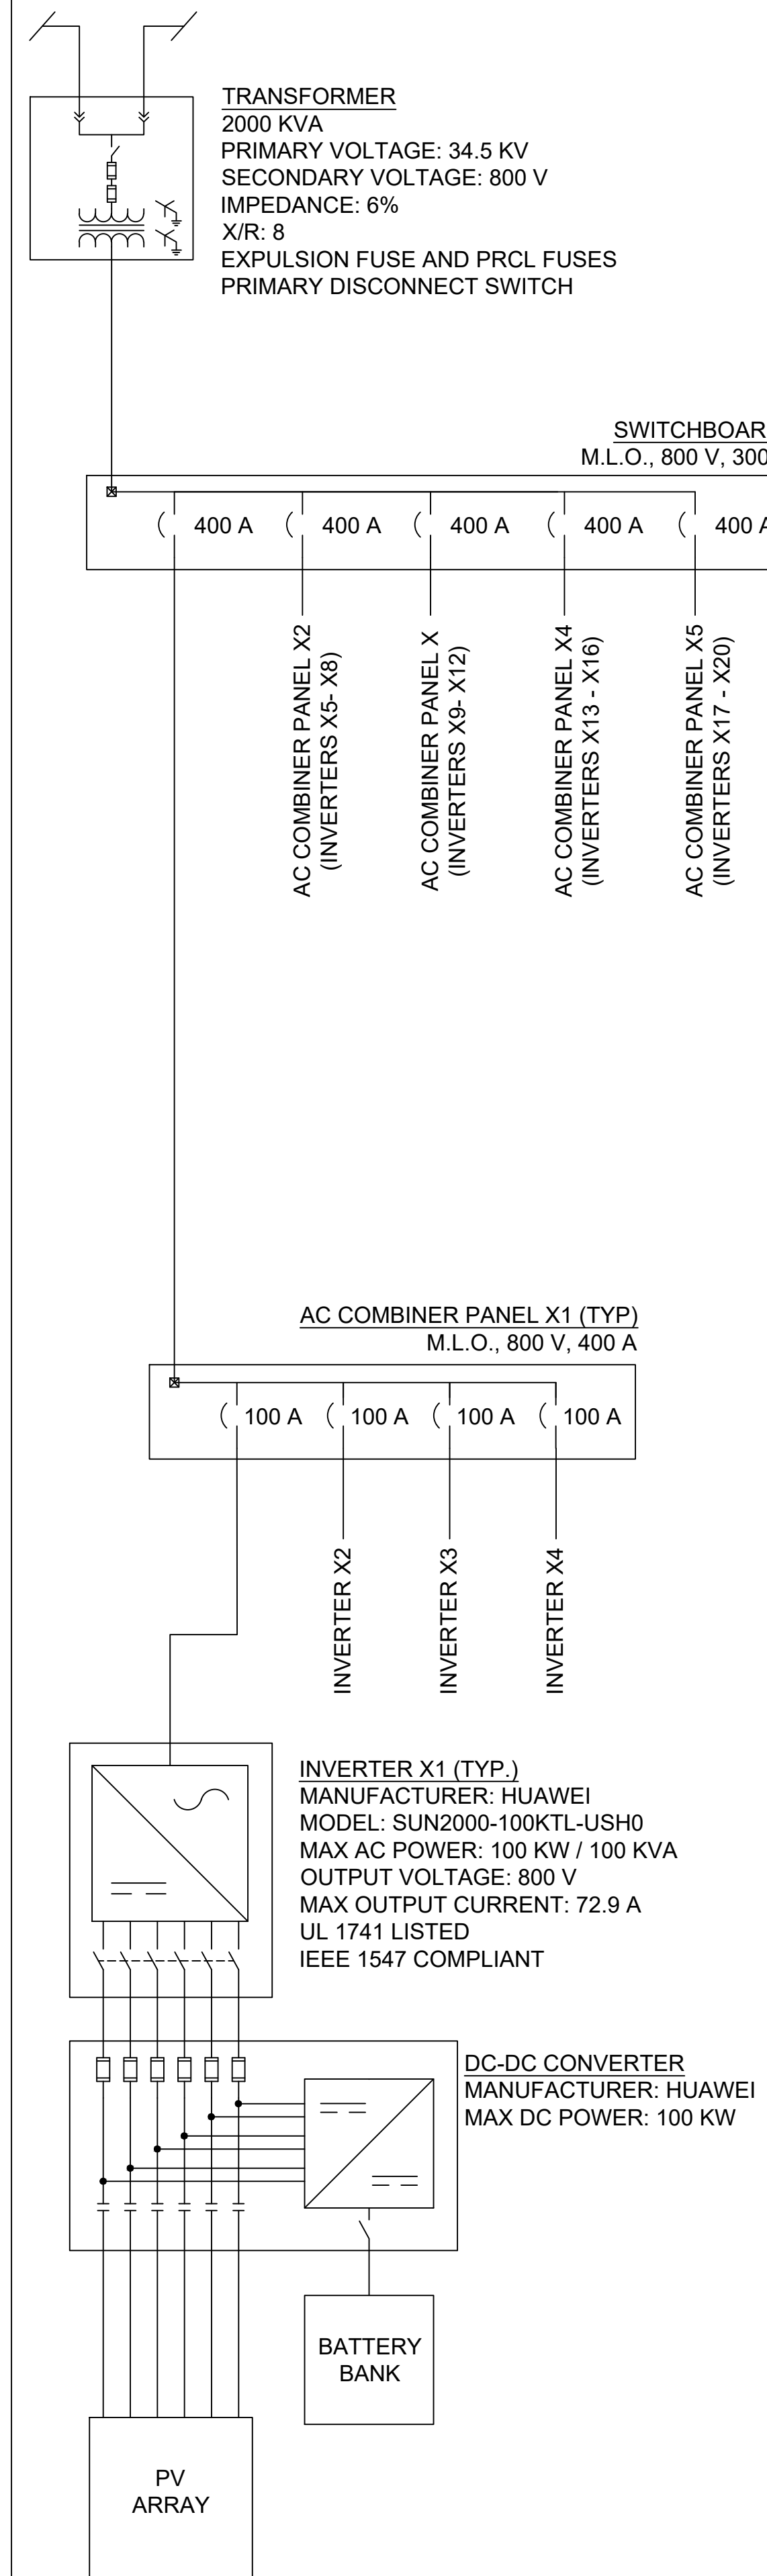 TRANSFORMER
2000 KVA
PRIMARY VOLTAGE: 34.5 KV
SECONDARY VOLTAGE: 800 V
IMPEDANCE: 6%
X/R: 8
EXPULSION FUSE AND PRCL FUSES
PRIMARY DISCONNECT SWITCH
SWITCHBOAR
M.L.O., 800 V, 300
400 A
400 A
400 A
400 A
400 A
AC COMBINER PANEL X2
(INVERTERS X5- X8)
AC COMBINER PANEL X
(INVERTERS X9- X12)
AC COMBINER PANEL X4
(INVERTERS X13 - X16)
AC COMBINER PANEL X5
(INVERTERS X17 - X20)
AC COMBINER PANEL X1 (TYP)
M.L.O., 800 V, 400 A
100 A
100 A
100 A
100 A
INVERTER X2
INVERTER X3
INVERTER X4
INVERTER X1 (TYP.)
MANUFACTURER: HUAWEI
MODEL: SUN2000-100KTL-USH0
MAX AC POWER: 100 KW / 100 KVA
OUTPUT VOLTAGE: 800 V
MAX OUTPUT CURRENT: 72.9 A
UL 1741 LISTED
IEEE 1547 COMPLIANT
DC-DC CONVERTER
MANUFACTURER: HUAWEI
MAX DC POWER: 100 KW
BATTERY
BANK
PV
ARRAY